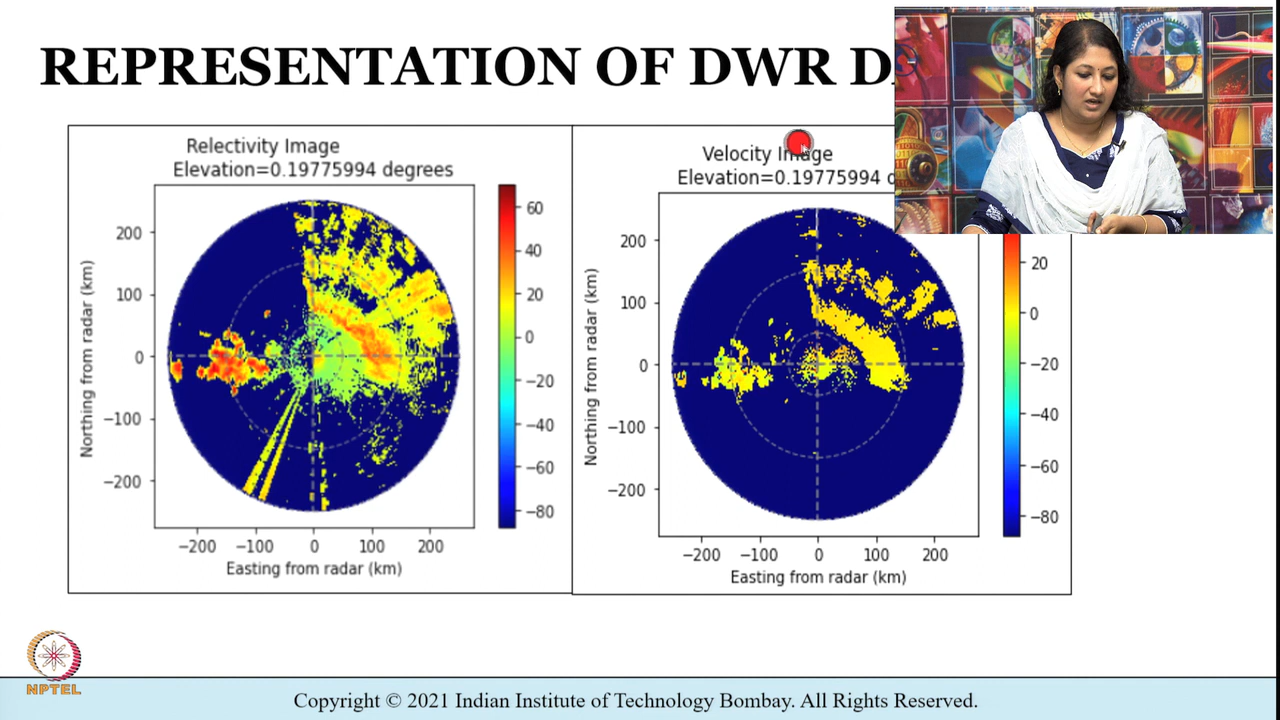 REPRESENTATION OF DWR
Relectivity Image
Elevation=0.19775994 degrees
Northing from radar (km)
200
100
0
−100
−200
−200 −100 0 100 200
Easting from radar (km)
60
40
20
0
−20
−40
−60
−80
Velocity Image
Elevation=0.19775994
Northing from radar (km)
200
100
0
−100
−200
−200 −100 0 100 200
Easting from radar (km)
20
0
−20
−40
−60
−80
NPTEL
Copyright © 2021 Indian Institute of Technology Bombay. All Rights Reserved.